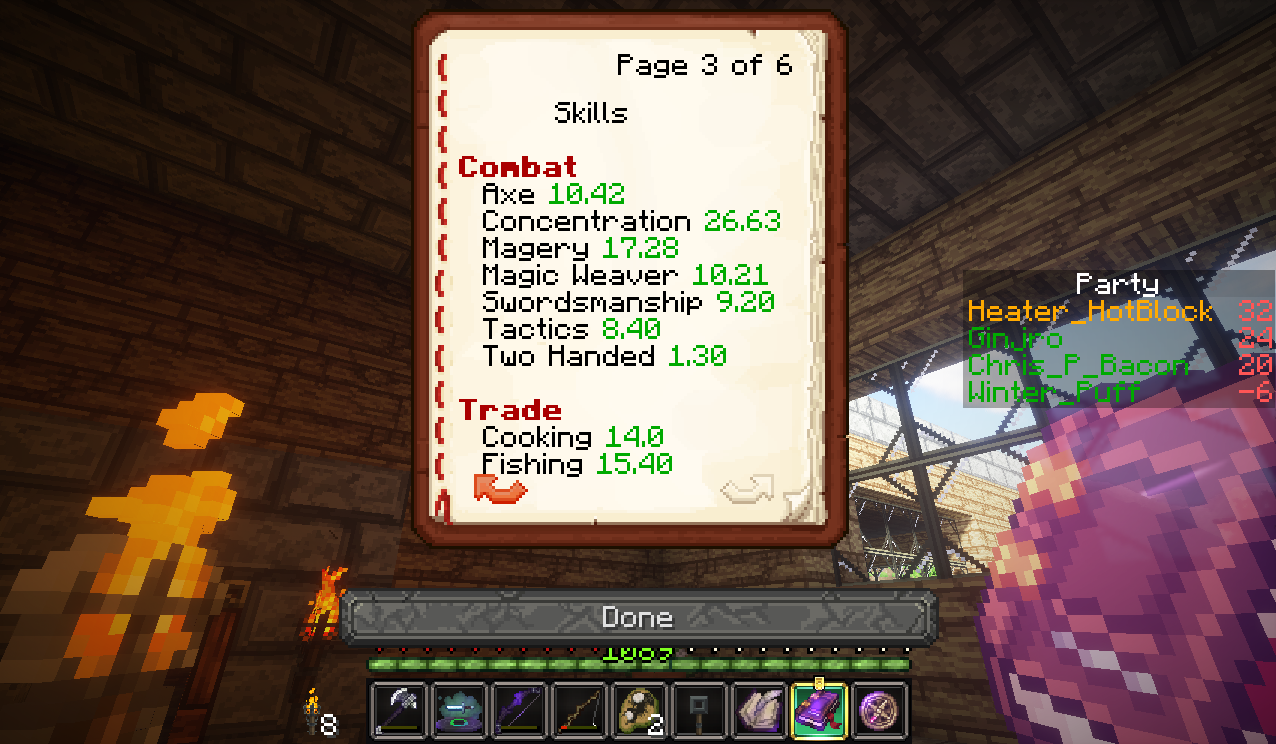 Page 3 of 6
Skills
Combat
Axe 10.42
Concentration 26.63
Magery 17.28
Magic Weaver 10.21
Swordsmanship 9.20
Tactics 8.40
Two Handed 1.30
Trade
Cooking 14.0
Fishing 15.40
Party
Heater_HotBlock 32
Ginjro 24
Chris_P_Bacon 20
Winter_Puff -6
Done
8
2